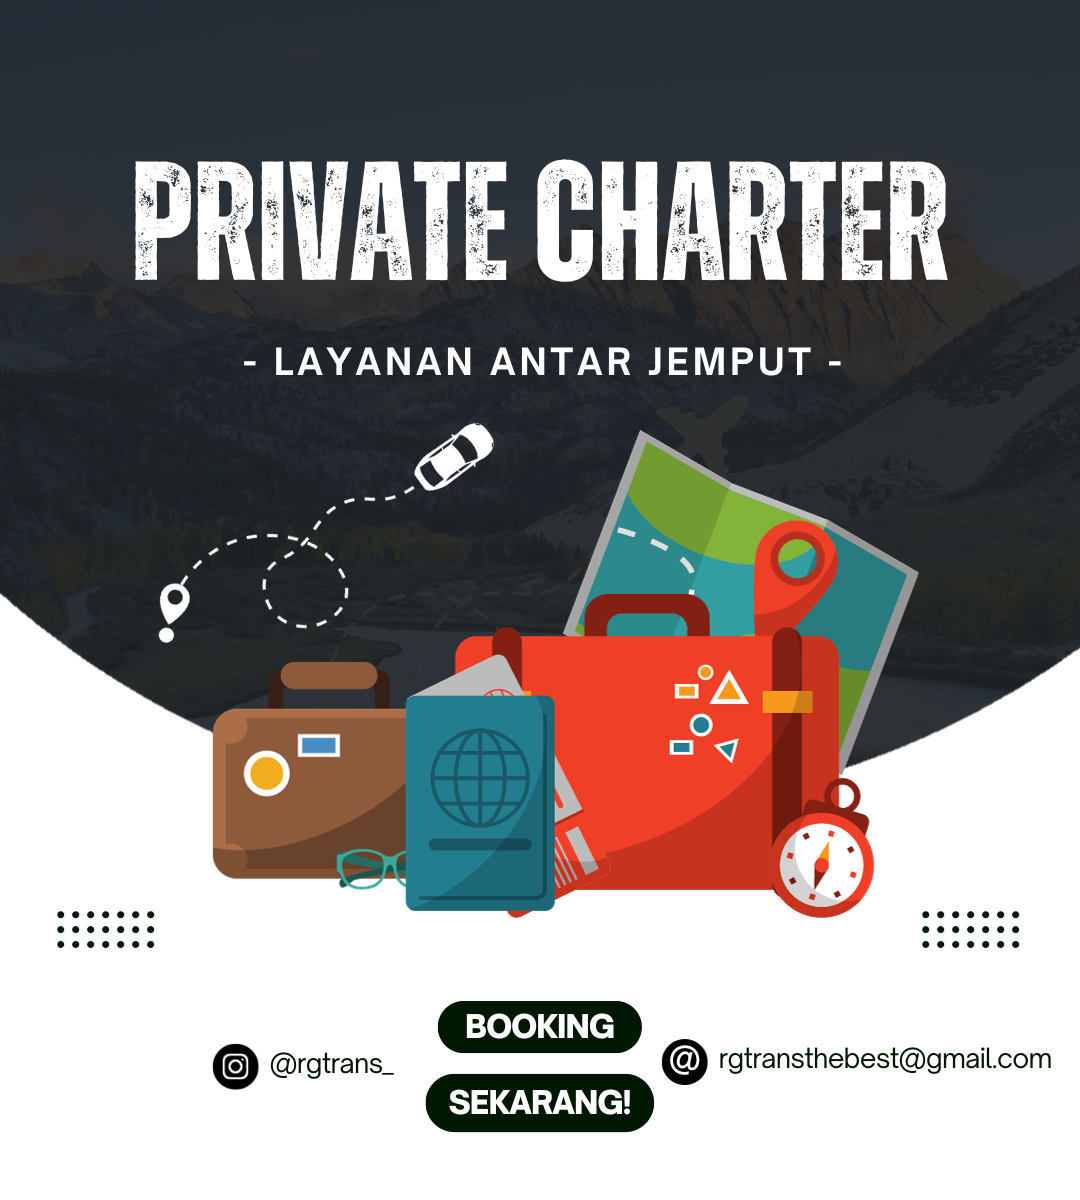 PRIVATE CHARTER
- LAYANAN ANTAR JEMPUT -
BOOKING
SEKARANG!
@rgtrans_
rgtransthebest@gmail.com